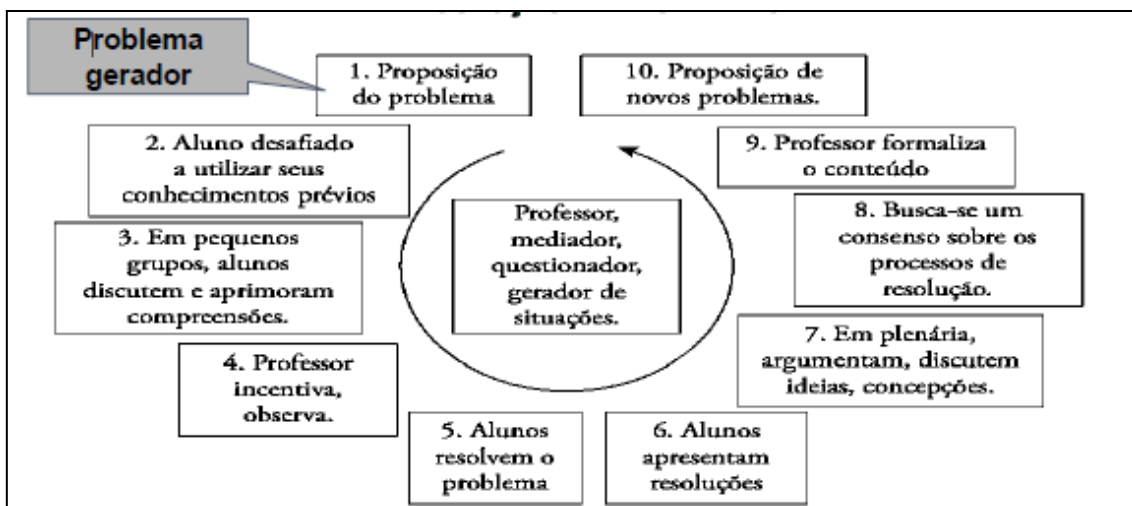 Problema
gerador
1. Proposição
do problema
2. Aluno desafiado
a utilizar seus
conhecimentos prévios
3. Em pequenos
grupos, alunos
discutem e aprimoram
compreensões.
4. Professor
incentiva,
observa.
5. Alunos
resolvem o
problema
6. Alunos
apresentam
resoluções
7. Em plenária,
argumentam, discutem
ideias, concepções.
8. Busca-se um
consenso sobre os
processos de
resolução.
9. Professor formaliza
o conteúdo
10. Proposição de
novos problemas.
Professor,
mediador,
questionador,
gerador de
situações.